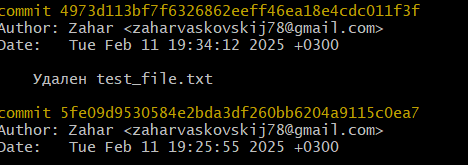 commit 4973d113bf7f6326862eeff46ea18e4cdc011f3f
Author: Zahar <zaharvaskovskij78@gmail.com>
Date:   Tue Feb 11 19:34:12 2025 +0300
Удален test_file.txt
commit 5fe09d9530584e2bda3df260bb6204a9115c0ea7
Author: Zahar <zaharvaskovskij78@gmail.com>
Date:   Tue Feb 11 19:25:55 2025 +0300